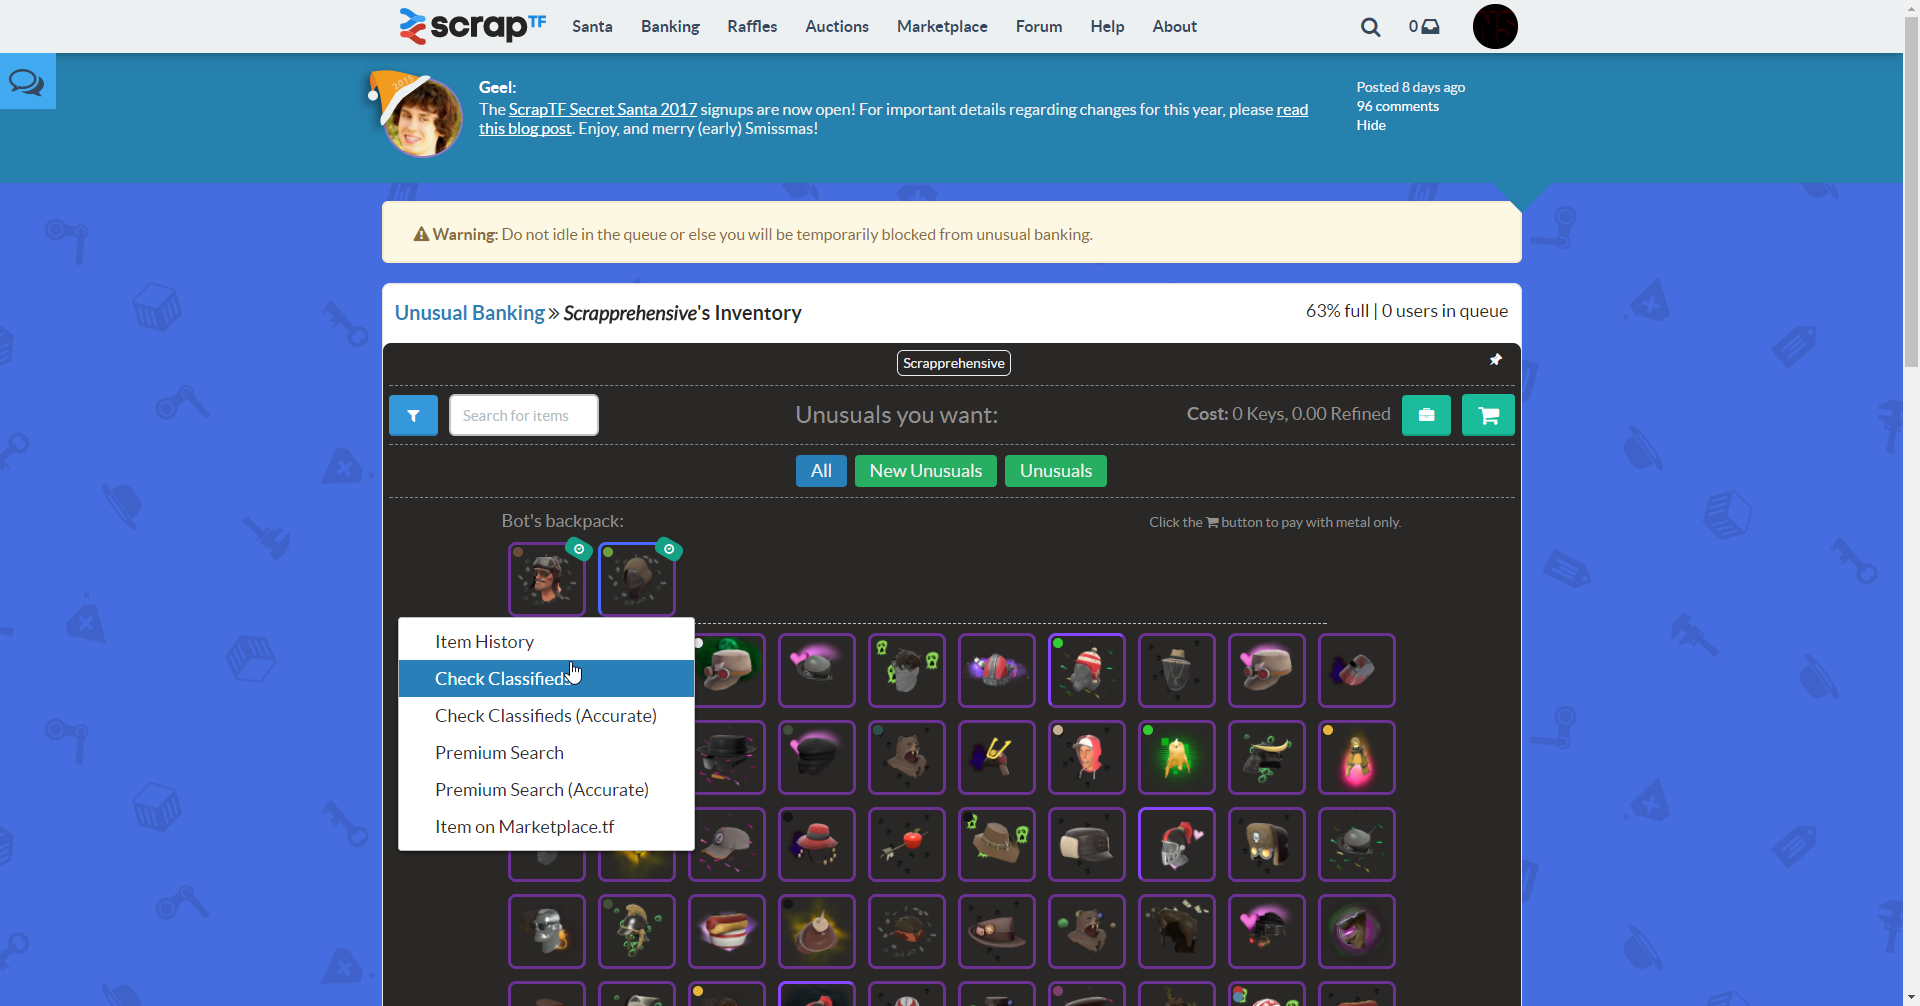 scrapTF
Santa
Banking
Raffles
Auctions
Marketplace
Forum
Help
About
0
2015
Geel:
The ScrapTF Secret Santa 2017 signups are now open! For important details regarding changes for this year, please read
this blog post. Enjoy, and merry (early) Smissmas!
Posted 8 days ago
96 comments
Hide
Warning: Do not idle in the queue or else you will be temporarily blocked from unusual banking.
Unusual Banking » Scrapprehensive's Inventory
63% full | 0 users in queue
Scrapprehensive
Search for items
Unusuals you want:
Cost: 0 Keys, 0.00 Refined
All
New Unusuals
Unusuals
Bot's backpack:
Click the button to pay with metal only.
Item History
Check Classifieds
Check Classifieds (Accurate)
Premium Search
Premium Search (Accurate)
Item on Marketplace.tf